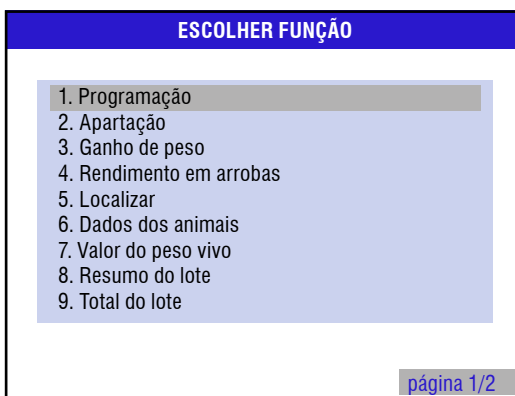 ESCOLHER FUNÇÃO
1. Programação
2. Apartação
3. Ganho de peso
4. Rendimento em arrobas
5. Localizar
6. Dados dos animais
7. Valor do peso vivo
8. Resumo do lote
9. Total do lote
página 1/2